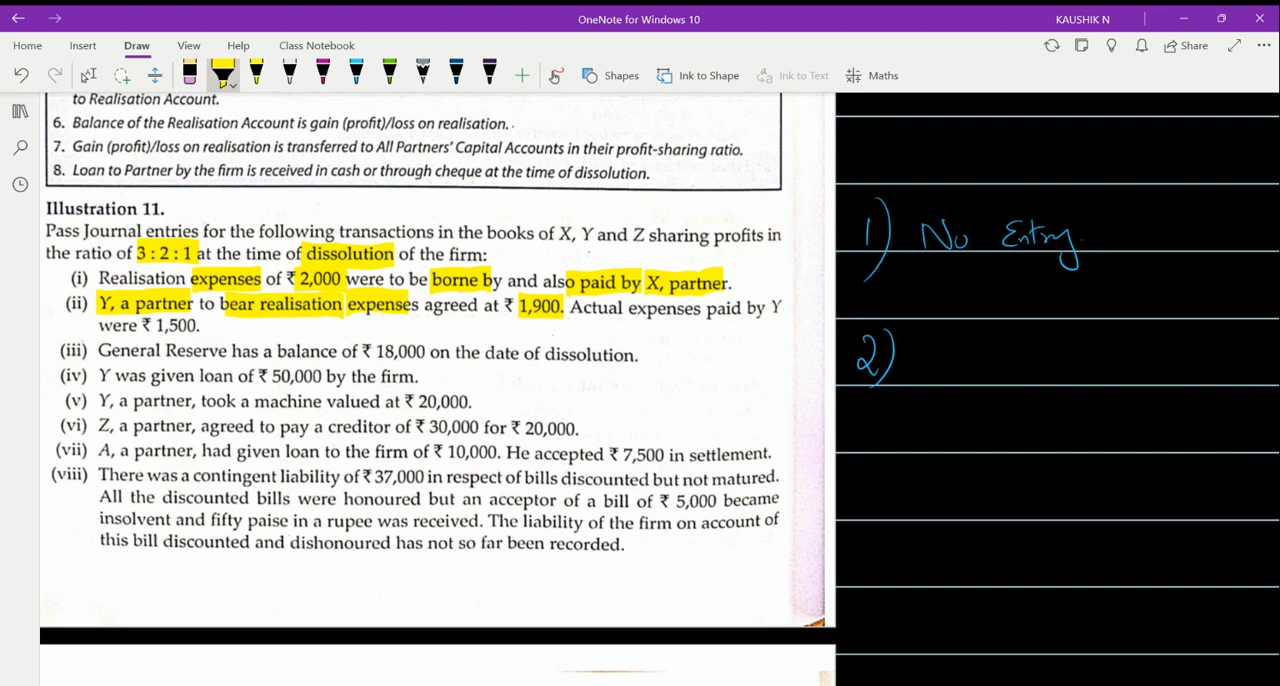 OneNote for Windows 10
KAUSHIK N
Home Insert Draw View Help Class Notebook
Share
Shapes Ink to Shape Ink to Text Maths
to Realisation Account.
6. Balance of the Realisation Account is gain (profit)/loss on realisation.
7. Gain (profit)/loss on realisation is transferred to All Partners' Capital Accounts in their profit-sharing ratio.
8. Loan to Partner by the firm is received in cash or through cheque at the time of dissolution.
Illustration 11.
Pass Journal entries for the following transactions in the books of X, Y and Z sharing profits in
the ratio of 3 : 2 : 1 at the time of dissolution of the firm:
(i) Realisation expenses of ₹ 2,000 were to be borne by and also paid by X, partner.
(ii) Y, a partner to bear realisation expenses agreed at ₹ 1,900. Actual expenses paid by Y
were ₹ 1,500.
(iii) General Reserve has a balance of ₹ 18,000 on the date of dissolution.
(iv) Y was given loan of ₹ 50,000 by the firm.
(v) Y, a partner, took a machine valued at ₹ 20,000.
(vi) Z, a partner, agreed to pay a creditor of ₹ 30,000 for ₹ 20,000.
(vii) A, a partner, had given loan to the firm of ₹ 10,000. He accepted ₹ 7,500 in settlement.
(viii) There was a contingent liability of ₹ 37,000 in respect of bills discounted but not matured.
All the discounted bills were honoured but an acceptor of a bill of ₹ 5,000 became
insolvent and fifty paise in a rupee was received. The liability of the firm on account of
this bill discounted and dishonoured has not so far been recorded.
1) No Entry.
2)